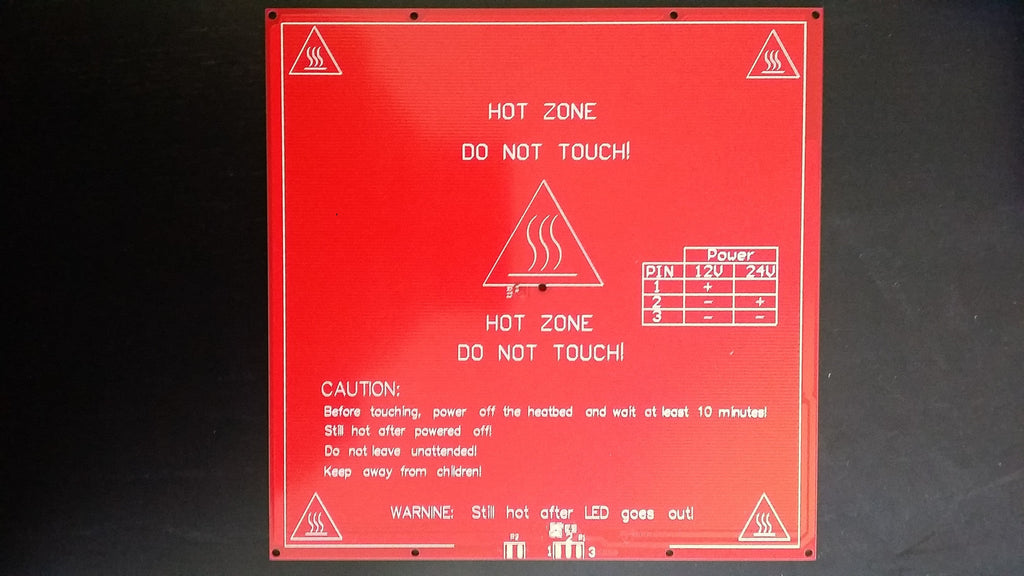 HOT ZONE
DO NOT TOUCH!
Power
PIN 12V 24V
1 +
2 - +
3 - -
HOT ZONE
DO NOT TOUCH!
CAUTION:
Before touching, power off the heatbed and wait at least 10 minutes!
Still hot after powered off!
Do not leave unattended!
Keep away from children!
WARNINE: Still hot after LED goes out!
1 3